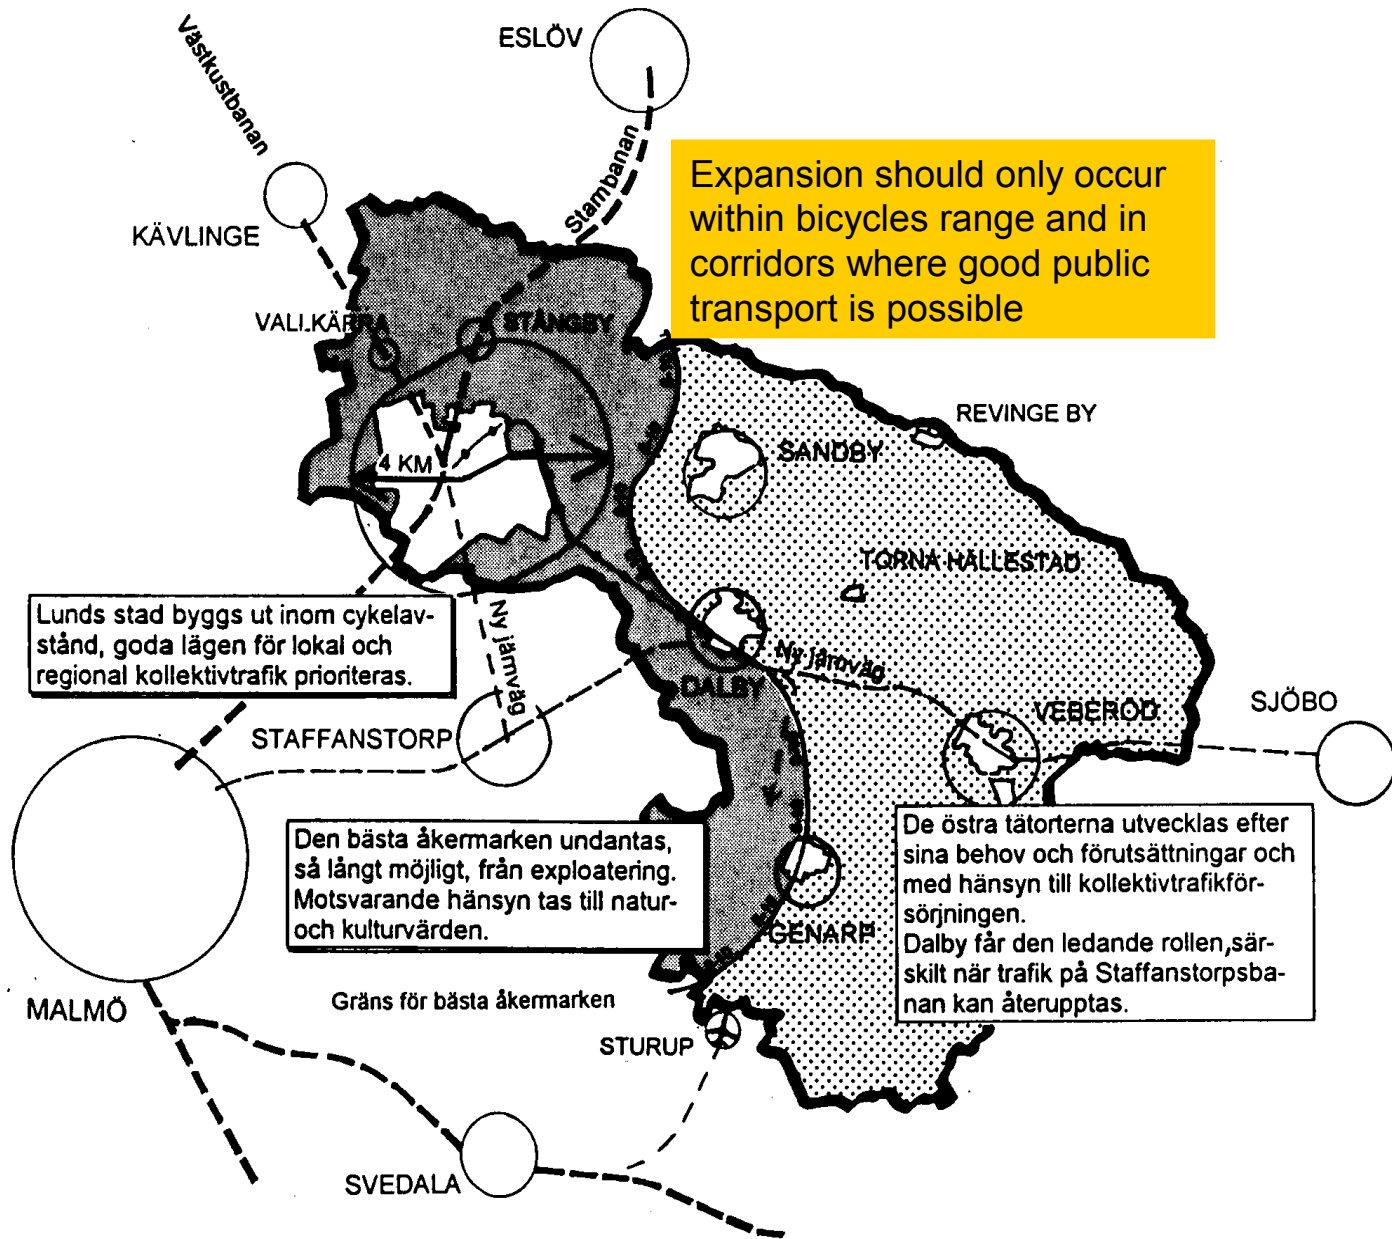 Västkustbanan
ESLÖV
Stambanan
Expansion should only occur
within bicycles range and in
corridors where good public
transport is possible
KÄVLINGE
VALLKÄRRA
STÅNGBY
REVINGE BY
SANDBY
4 KM
TORNA HÄLLESTAD
Lunds stad byggs ut inom cykelav-
stånd, goda lägen för lokal och
regional kollektivtrafik prioriteras.
Ny järnväg
Ny järnväg
DALBY
VEBERÖD
SJÖBO
STAFFANSTORP
Den bästa åkermarken undantas,
så långt möjligt, från exploatering.
Motsvarande hänsyn tas till natur-
och kulturvärden.
De östra tätorterna utvecklas efter
sina behov och förutsättningar och
med hänsyn till kollektivtrafikför-
sörjningen.
Dalby får den ledande rollen,sär-
skilt när trafik på Staffanstorpsba-
nan kan återupptas.
GENARP
Gräns för bästa åkermarken
MALMÖ
STURUP
SVEDALA